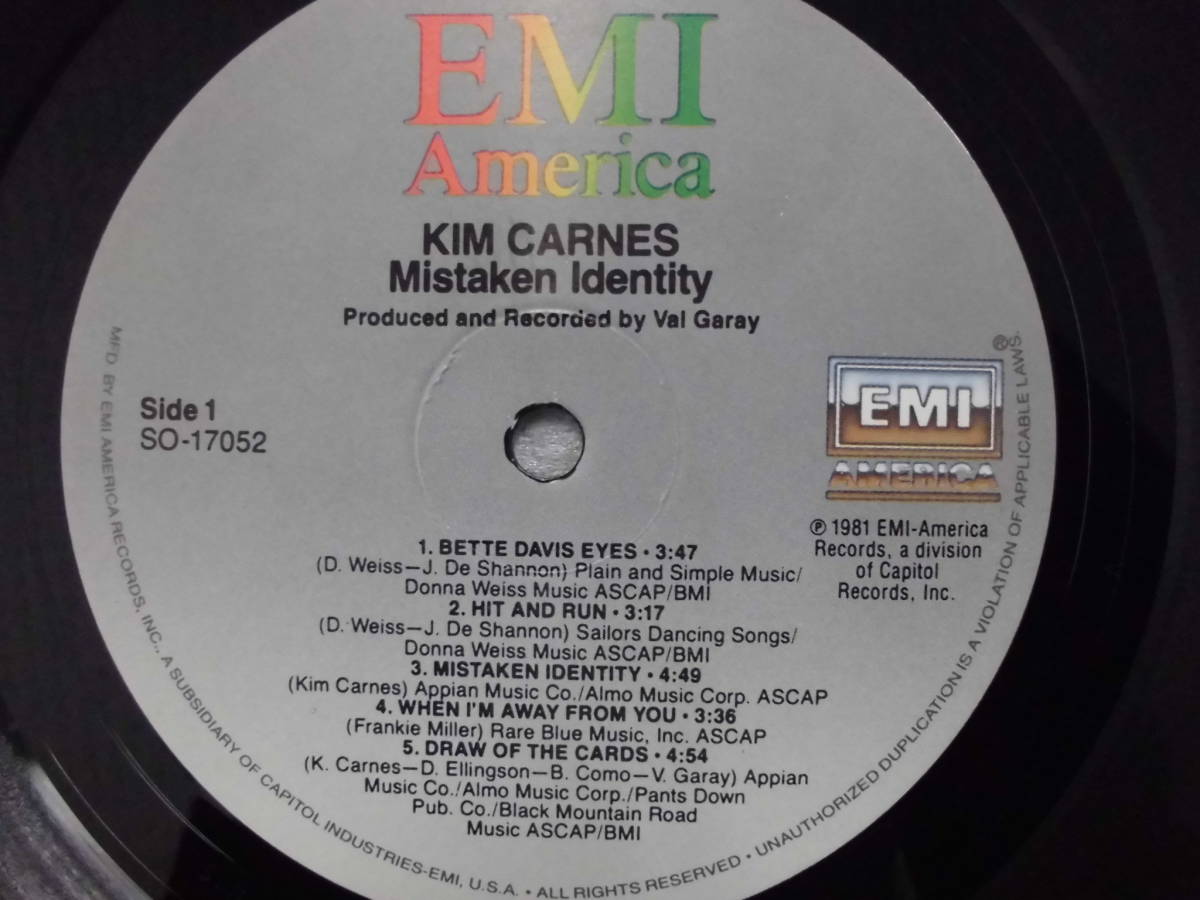 EMI
America
KIM CARNES
Mistaken Identity
Produced and Recorded by Val Garay
Side 1
SO-17052
EMI
AMERICA
®
℗ 1981 EMI-America
Records, a division
of Capitol
Records, Inc.
1. BETTE DAVIS EYES • 3:47
(D. Weiss—J. De Shannon) Plain and Simple Music/
Donna Weiss Music ASCAP/BMI
2. HIT AND RUN • 3:17
(D. Weiss—J. De Shannon) Sailors Dancing Songs/
Donna Weiss Music ASCAP/BMI
3. MISTAKEN IDENTITY • 4:49
(Kim Carnes) Appian Music Co./Almo Music Corp. ASCAP
4. WHEN I'M AWAY FROM YOU • 3:36
(Frankie Miller) Rare Blue Music, Inc. ASCAP
5. DRAW OF THE CARDS • 4:54
(K. Carnes—D. Ellingson—B. Como—V. Garay) Appian
Music Co./Almo Music Corp./Pants Down
Pub. Co./Black Mountain Road
Music ASCAP/BMI
MF'D. BY EMI AMERICA RECORDS, INC., A SUBSIDIARY OF CAPITOL INDUSTRIES-EMI, U.S.A. • ALL RIGHTS RESERVED • UNAUTHORIZED DUPLICATION IS A VIOLATION OF APPLICABLE LAWS.